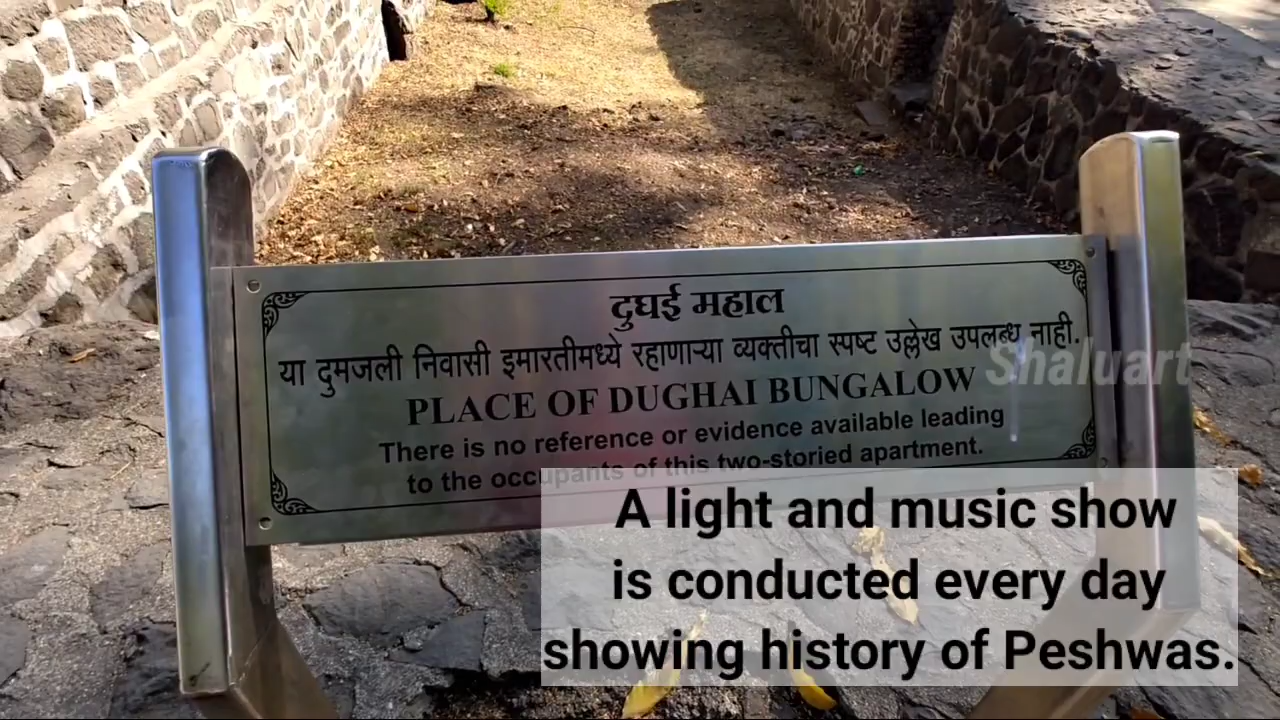 दुघई महाल
या दुमजली निवासी इमारतीमध्ये रहाणाऱ्या व्यक्तीचा स्पष्ट उल्लेख उपलब्ध नाही.
PLACE OF DUGHAI BUNGALOW
There is no reference or evidence available leading
to the occupants of this two-storied apartment.
Shaluart
A light and music show
is conducted every day
showing history of Peshwas.